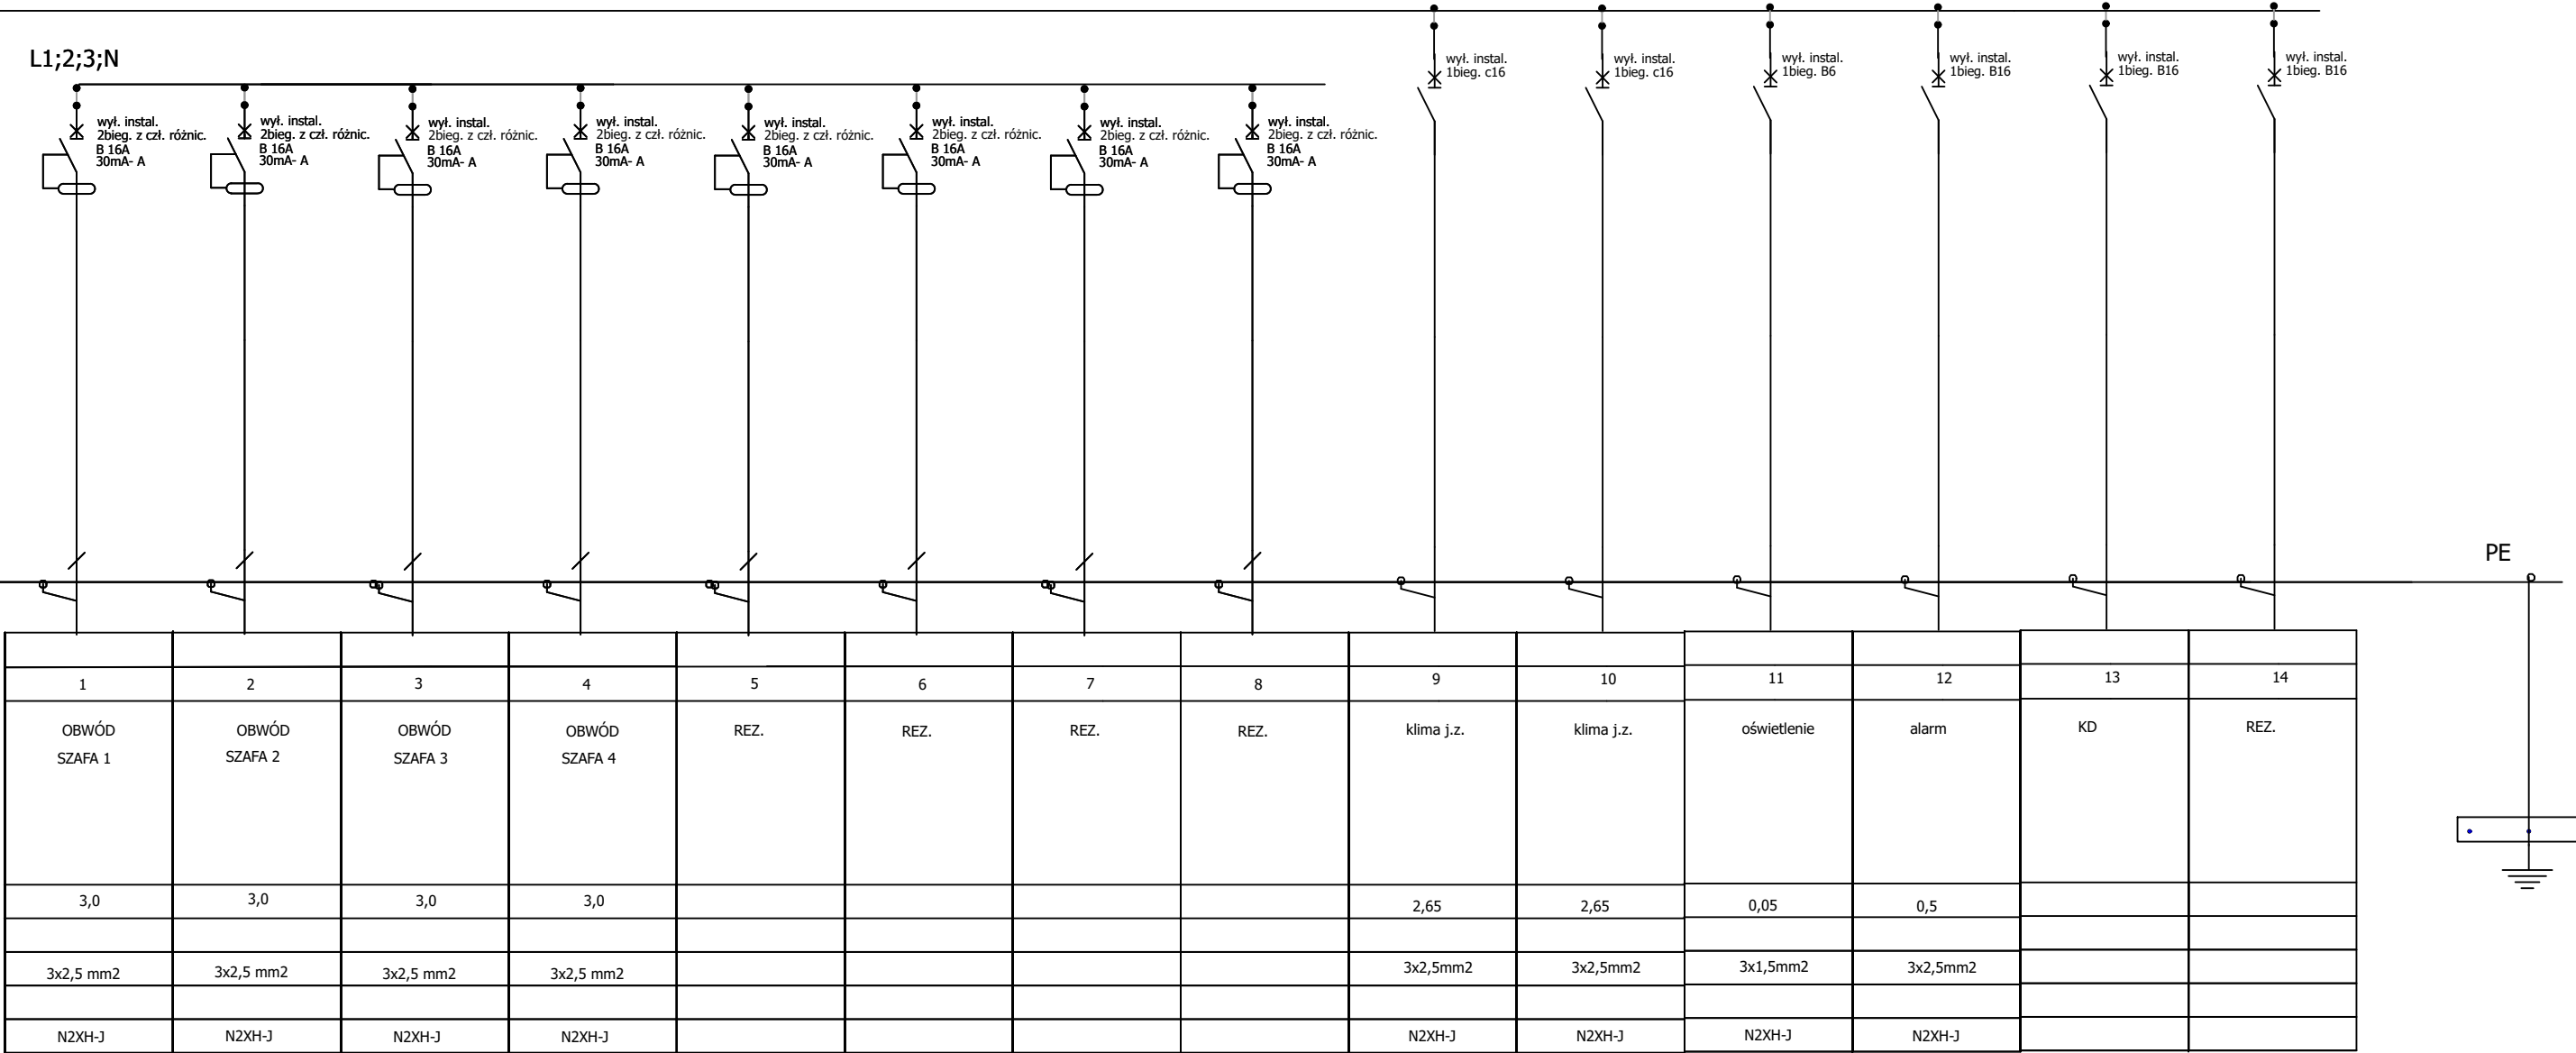 L1;2;3;N
wył. instal.
2bieg. z czł. różnic.
B 16A
30mA- A
wył. instal.
2bieg. z czł. różnic.
B 16A
30mA- A
wył. instal.
2bieg. z czł. różnic.
B 16A
30mA- A
wył. instal.
2bieg. z czł. różnic.
B 16A
30mA- A
wył. instal.
2bieg. z czł. różnic.
B 16A
30mA- A
wył. instal.
2bieg. z czł. różnic.
B 16A
30mA- A
wył. instal.
2bieg. z czł. różnic.
B 16A
30mA- A
wył. instal.
2bieg. z czł. różnic.
B 16A
30mA- A
wył. instal.
1bieg. c16
wył. instal.
1bieg. c16
wył. instal.
1bieg. B6
wył. instal.
1bieg. B16
wył. instal.
1bieg. B16
wył. instal.
1bieg. B16
PE
1 2 3 4 5 6 7 8 9 10 11 12 13 14
OBWÓD
SZAFA 1
OBWÓD
SZAFA 2
OBWÓD
SZAFA 3
OBWÓD
SZAFA 4
REZ.
REZ.
REZ.
REZ.
klima j.z.
klima j.z.
oświetlenie
alarm
KD
REZ.
3,0 3,0 3,0 3,0 2,65 2,65 0,05 0,5
3x2,5 mm2 3x2,5 mm2 3x2,5 mm2 3x2,5 mm2 3x2,5mm2 3x2,5mm2 3x1,5mm2 3x2,5mm2
N2XH-J N2XH-J N2XH-J N2XH-J N2XH-J N2XH-J N2XH-J N2XH-J